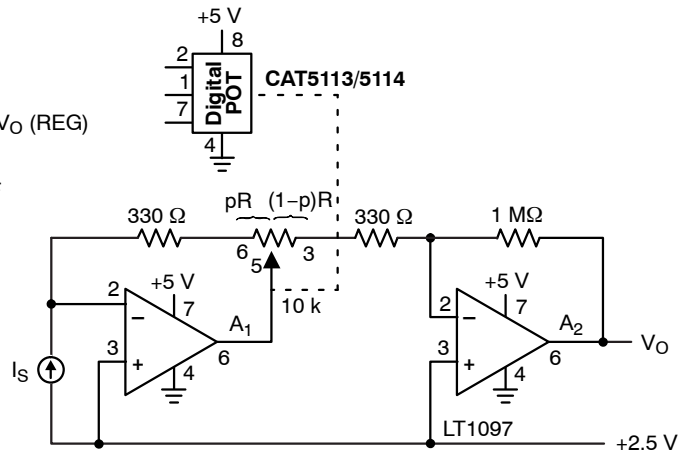 +5 V
8
2
1
7
4
Digital
POT
CAT5113/5114
VO (REG)
pR (1−p)R
330 Ω
330 Ω
1 MΩ
6
5
3
10 k
+5 V
2
7
3
A1
6
4
−
+
+5 V
2
7
3
A2
6
4
−
+
VO
IS
LT1097
+2.5 V